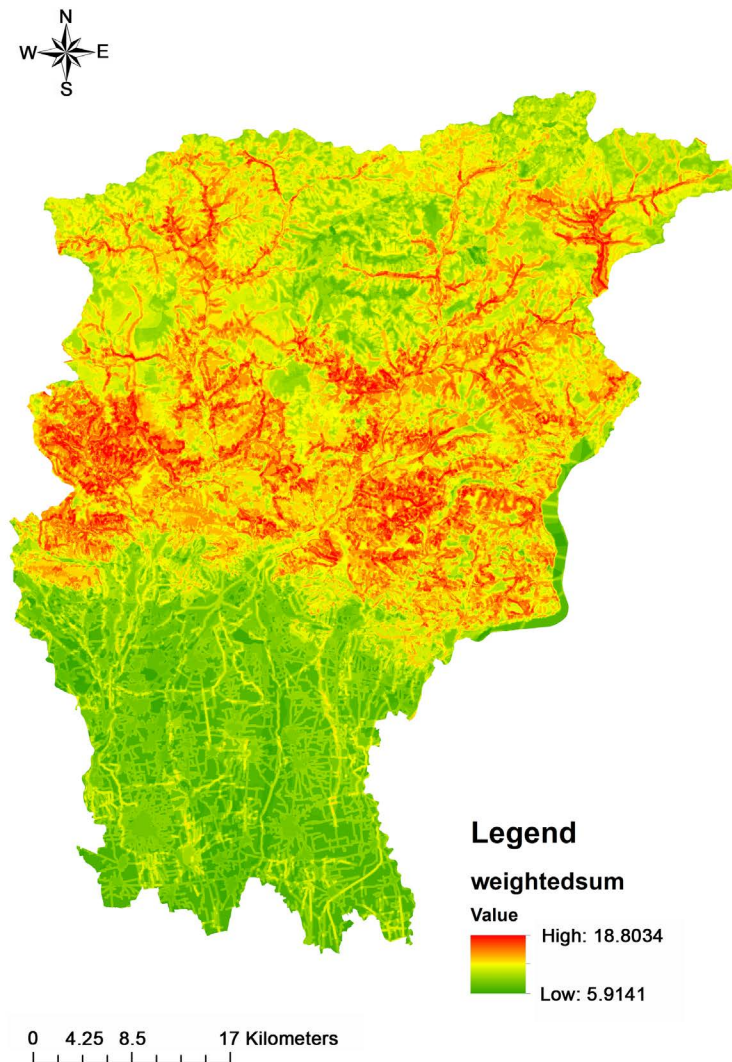 N
W E
S
Legend
weightedsum
Value
High: 18.8034
Low: 5.9141
0 4.25 8.5 17 Kilometers